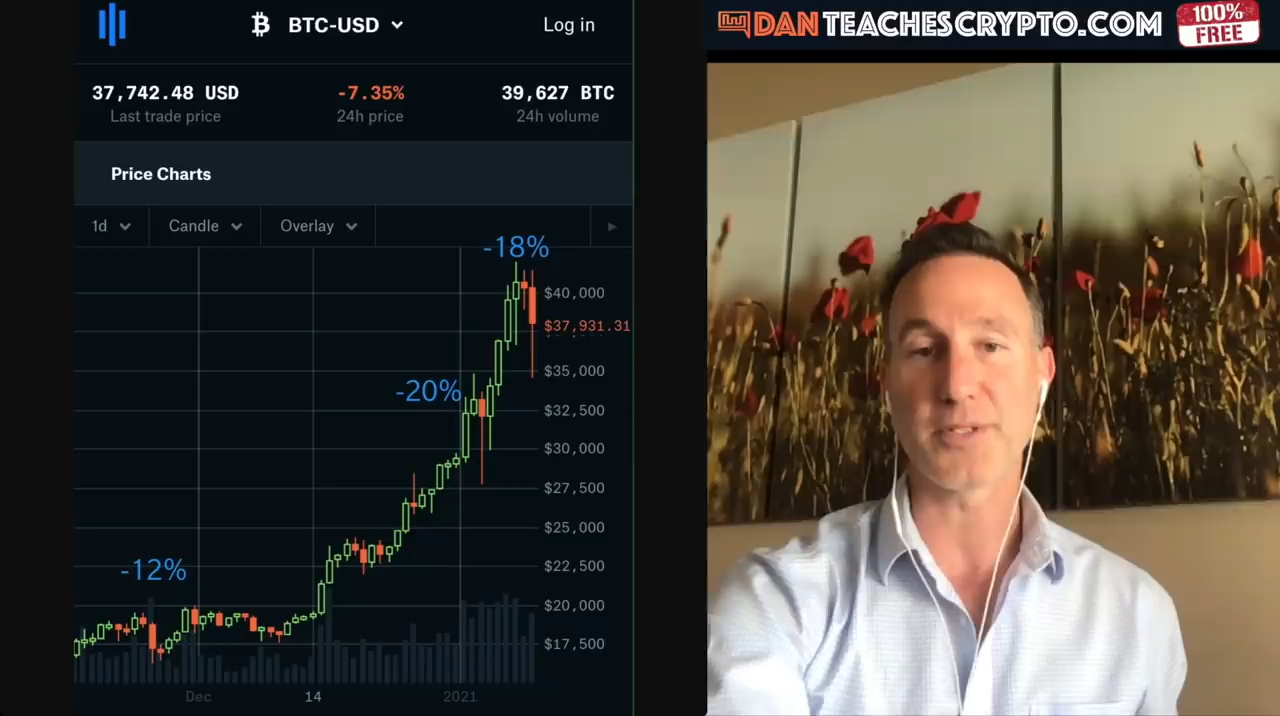 BTC-USD
Log in
37,742.48 USD
-7.35%
39,627 BTC
Last trade price
24h price
24h volume
Price Charts
1d
Candle
Overlay
-18%
$40,000
$37,931.31
$35,000
-20%
$32,500
$30,000
$27,500
$25,000
-12%
$22,500
$20,000
$17,500
Dec
14
2021
DANTEACHESCRYPTO.COM
100%
FREE